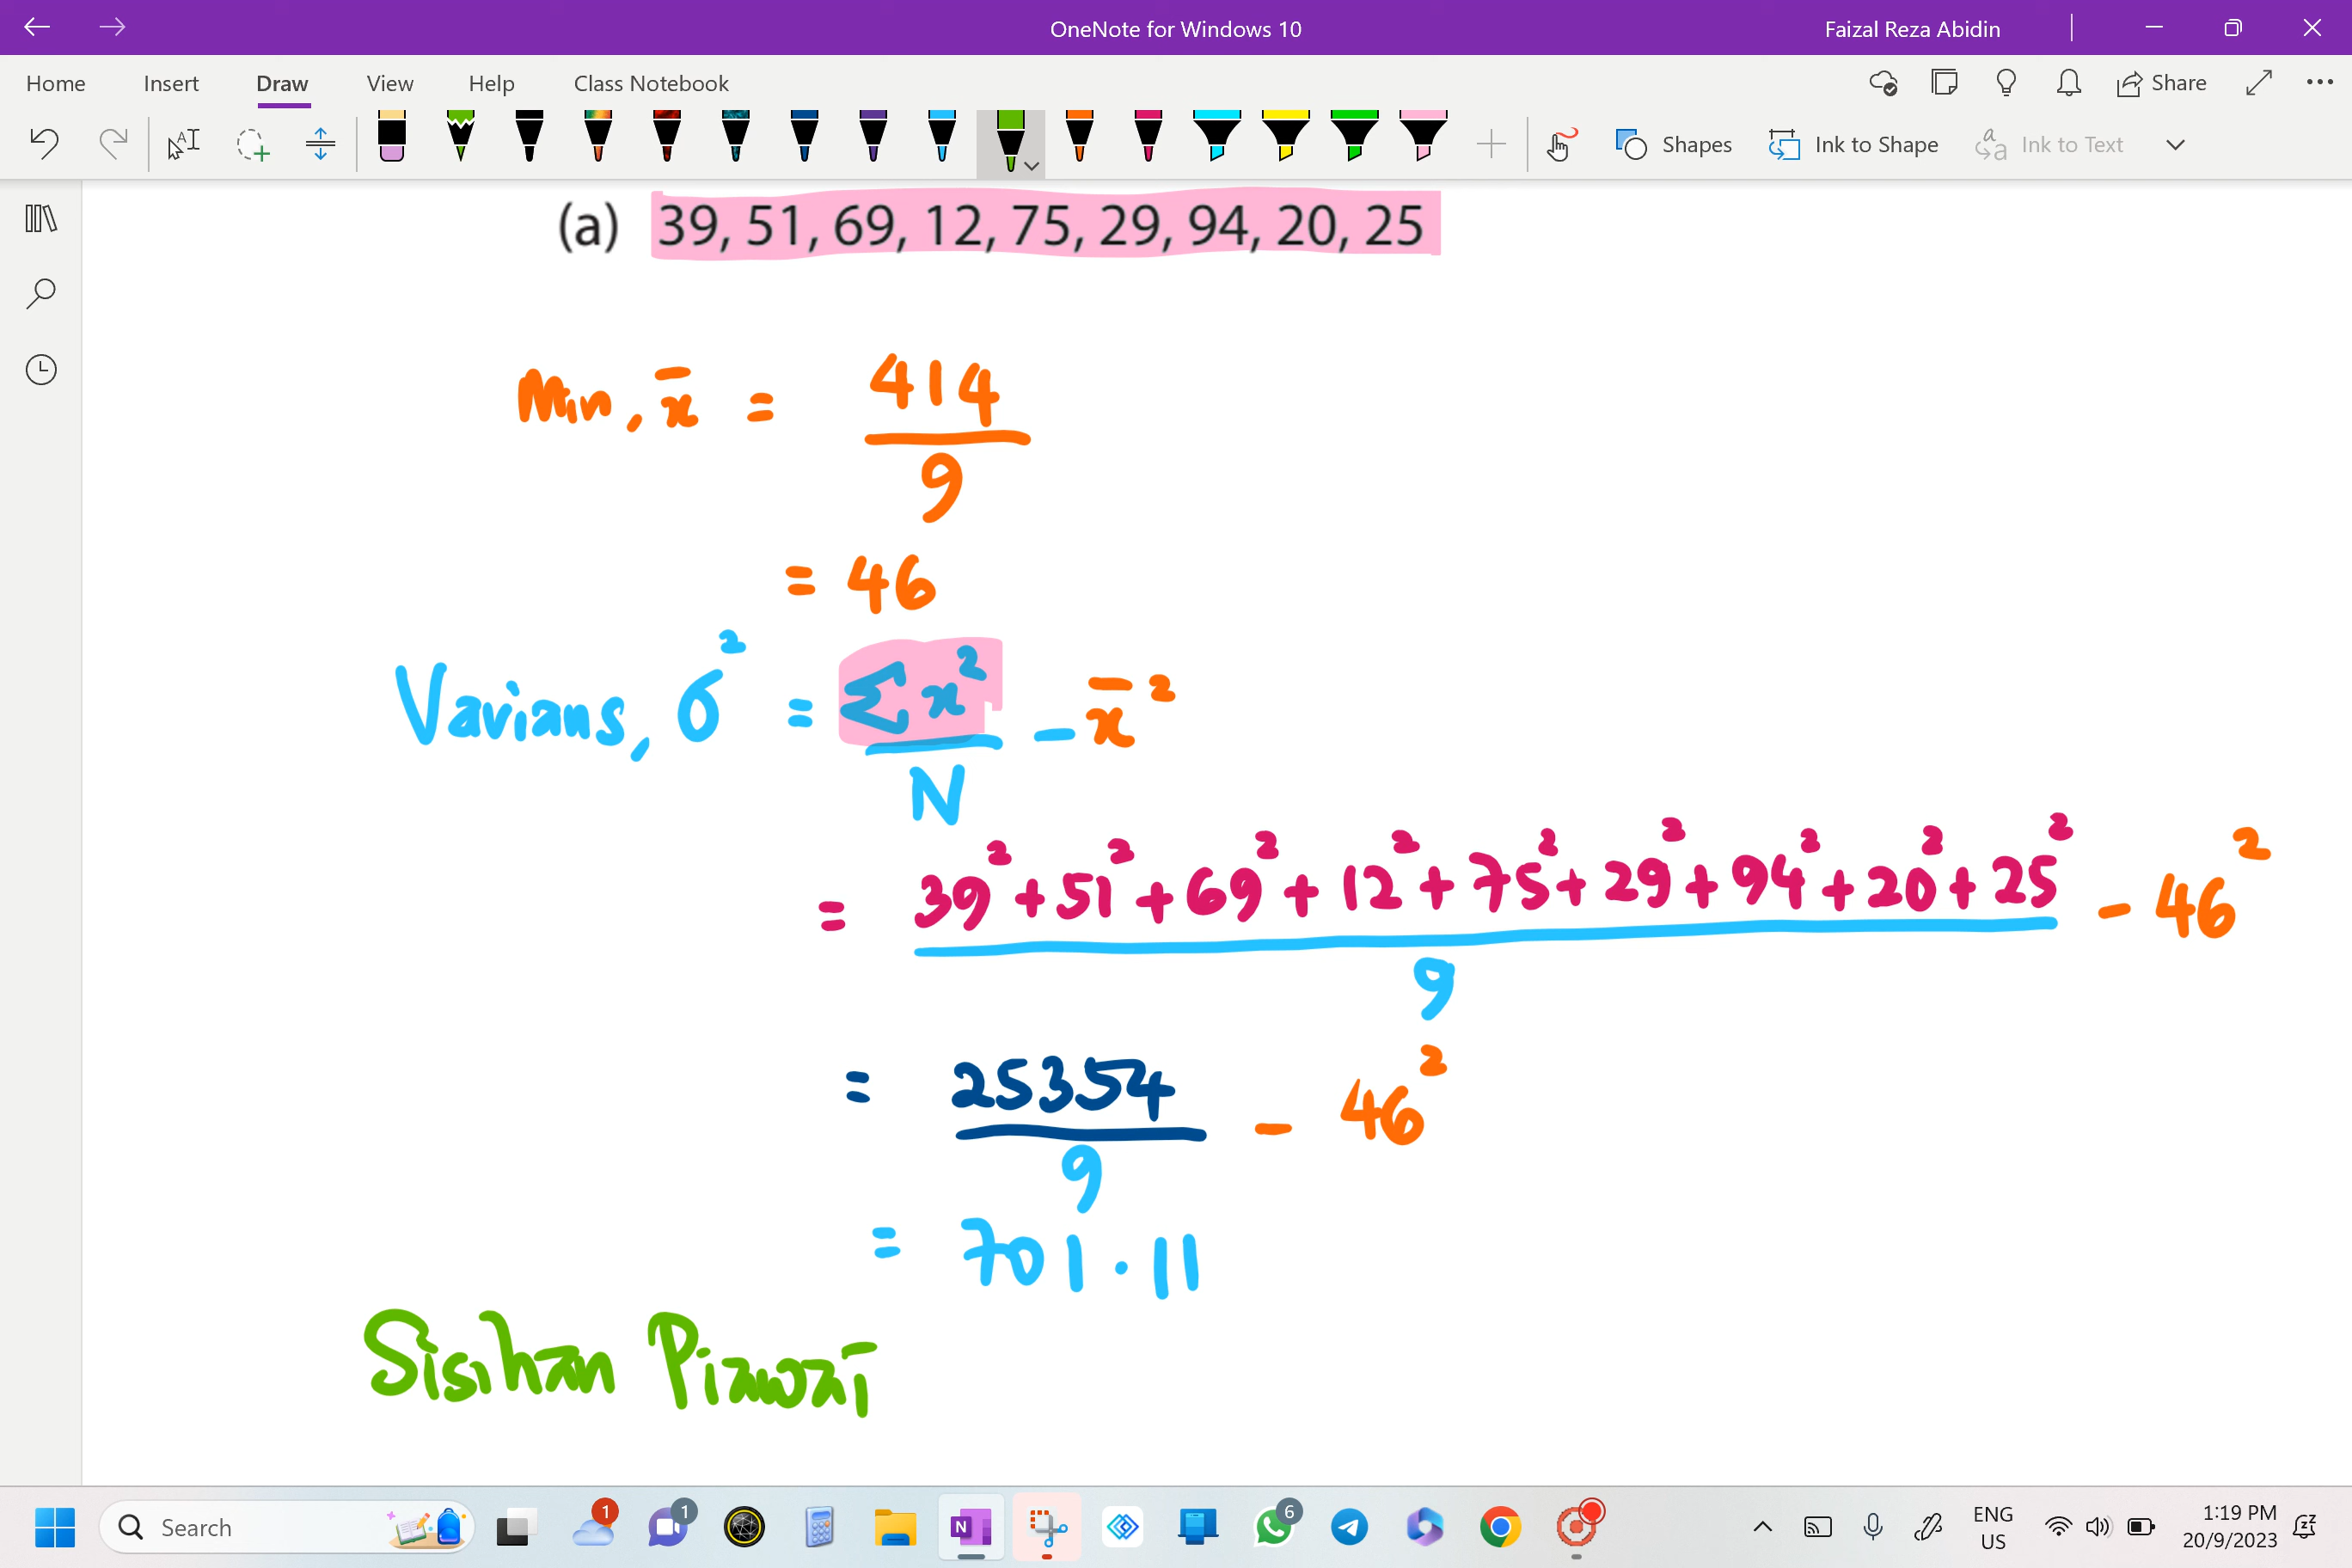 OneNote for Windows 10
Faizal Reza Abidin
Home Insert Draw View Help Class Notebook
Share
Shapes Ink to Shape Ink to Text
(a) 39, 51, 69, 12, 75, 29, 94, 20, 25
Min, x̄ = 414/9
= 46
Varians, σ² = Σx²/N - x̄²
= 39² + 51² + 69² + 12² + 75² + 29² + 94² + 20² + 25² / 9 - 46²
= 25354/9 - 46²
= 701.11
Sisihan Piawai
Search
1
1
6
ENG
US
1:19 PM
20/9/2023